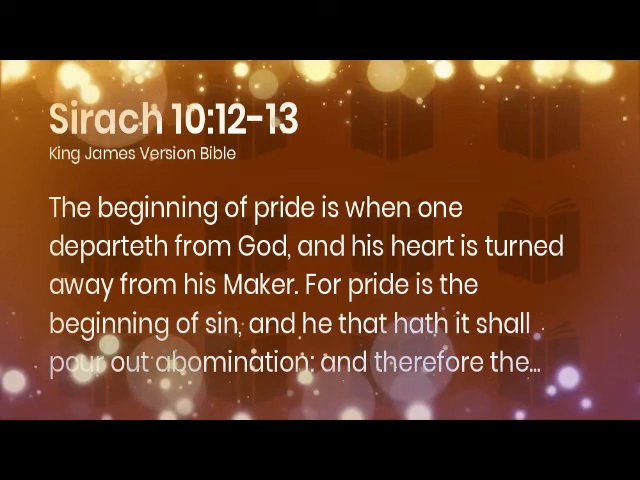 Sirach 10:12-13
King James Version Bible
The beginning of pride is when one
departeth from God, and his heart is turned
away from his Maker. For pride is the
beginning of sin, and he that hath it shall
pour out abomination: and therefore the...